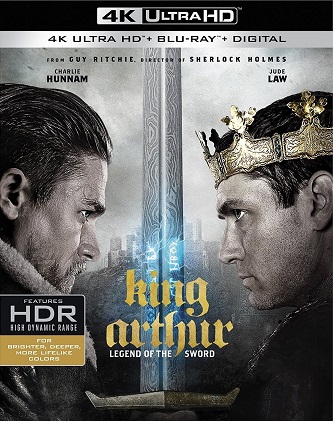 4K ULTRA HD
4K ULTRA HD + BLU-RAY + DIGITAL
FROM GUY RITCHIE, DIRECTOR OF SHERLOCK HOLMES
CHARLIE
HUNNAM
JUDE
LAW
king
arthur
LEGEND OF THE SWORD
FEATURES
HDR
HIGH DYNAMIC RANGE
FOR
BRIGHTER, DEEPER,
MORE LIFELIKE
COLORS